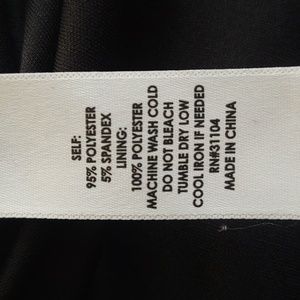 SELF:
95% POLYESTER
5% SPANDEX
LINING:
100% POLYESTER
MACHINE WASH COLD
DO NOT BLEACH
TUMBLE DRY LOW
COOL IRON IF NEEDED
RN#31104
MADE IN CHINA